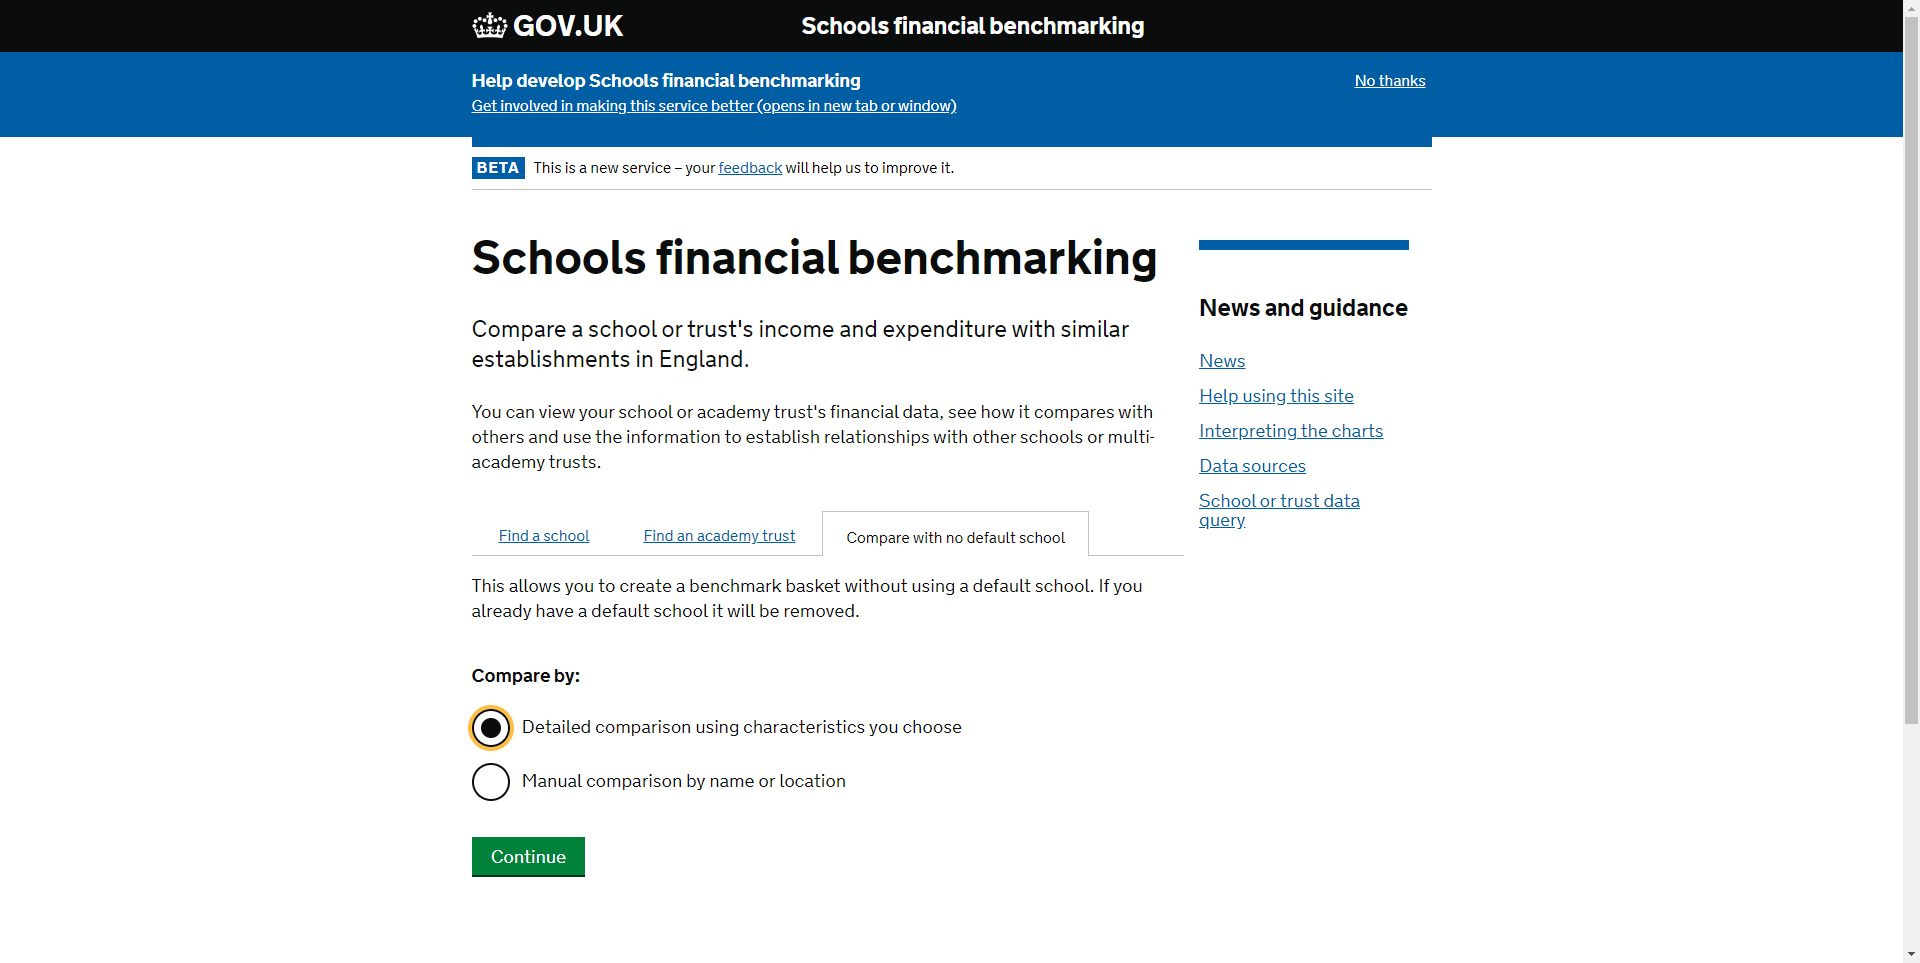 GOV.UK
Schools financial benchmarking
Help develop Schools financial benchmarking
No thanks
Get involved in making this service better (opens in new tab or window)
BETA This is a new service – your feedback will help us to improve it.
Schools financial benchmarking
Compare a school or trust's income and expenditure with similar
establishments in England.
You can view your school or academy trust's financial data, see how it compares with
others and use the information to establish relationships with other schools or multi-
academy trusts.
Find a school
Find an academy trust
Compare with no default school
This allows you to create a benchmark basket without using a default school. If you
already have a default school it will be removed.
Compare by:
Detailed comparison using characteristics you choose
Manual comparison by name or location
Continue
News and guidance
News
Help using this site
Interpreting the charts
Data sources
School or trust data
query